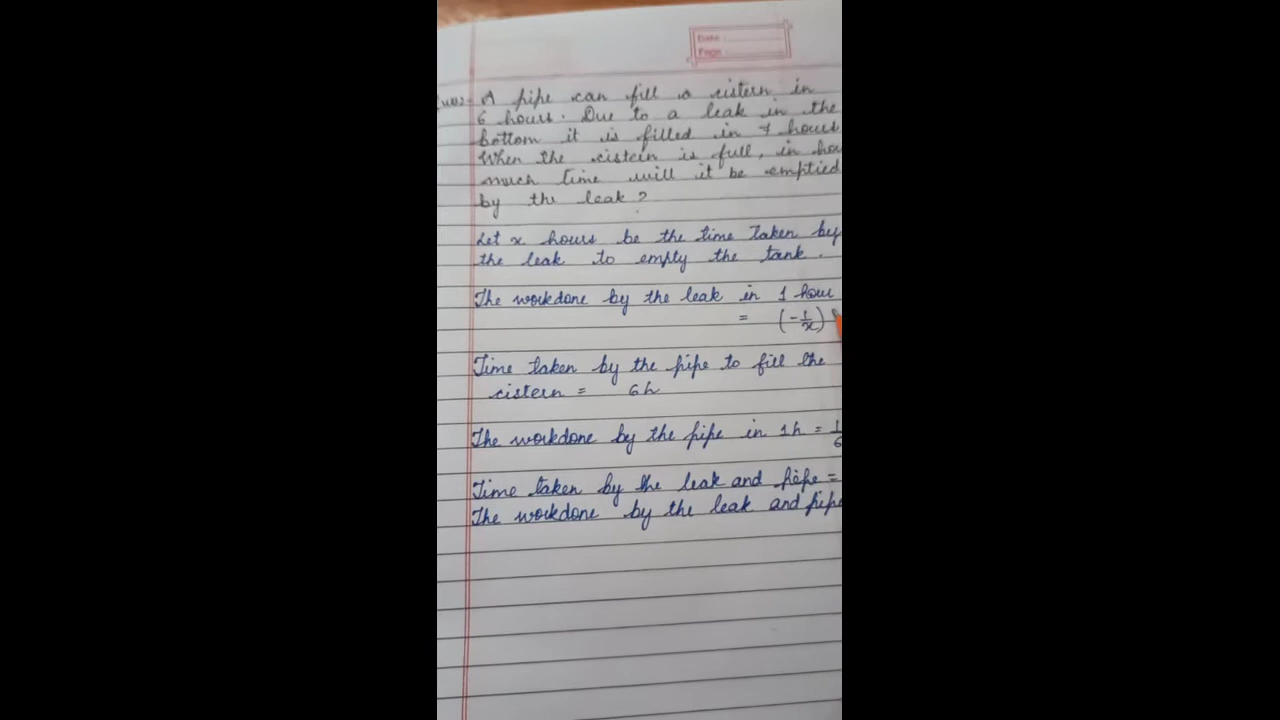 Date :
Page :
Ques- A pipe can fill a cistern in
6 hours. Due to a leak in the
bottom it is filled in 7 hours
When the cistern is full, in ho
much time will it be emptied
by the leak?
Let x hours be the time taken by
the leak to empty the tank.
The workdone by the leak in 1 hour
= (-1/x)
Time taken by the pipe to fill the
cistern = 6h
The workdone by the pipe in 1h = 1/6
Time taken by the leak and pipe =
The workdone by the leak and pipe